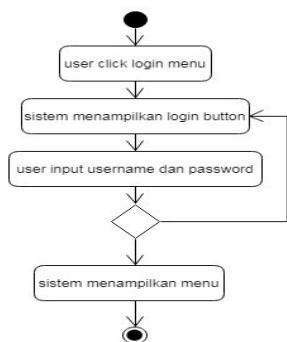 user click login menu
sistem menampilkan login button
user input username dan password
sistem menampilkan menu